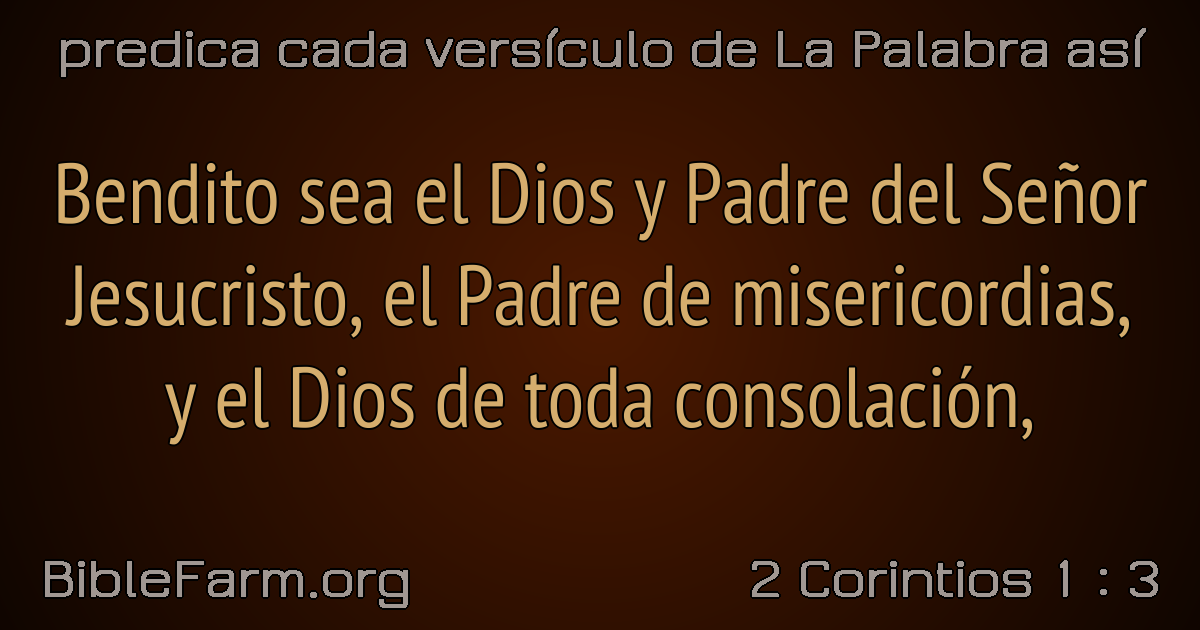 predica cada versículo de La Palabra así
Bendito sea el Dios y Padre del Señor
Jesucristo, el Padre de misericordias,
y el Dios de toda consolación,
BibleFarm.org
2 Corintios 1 : 3